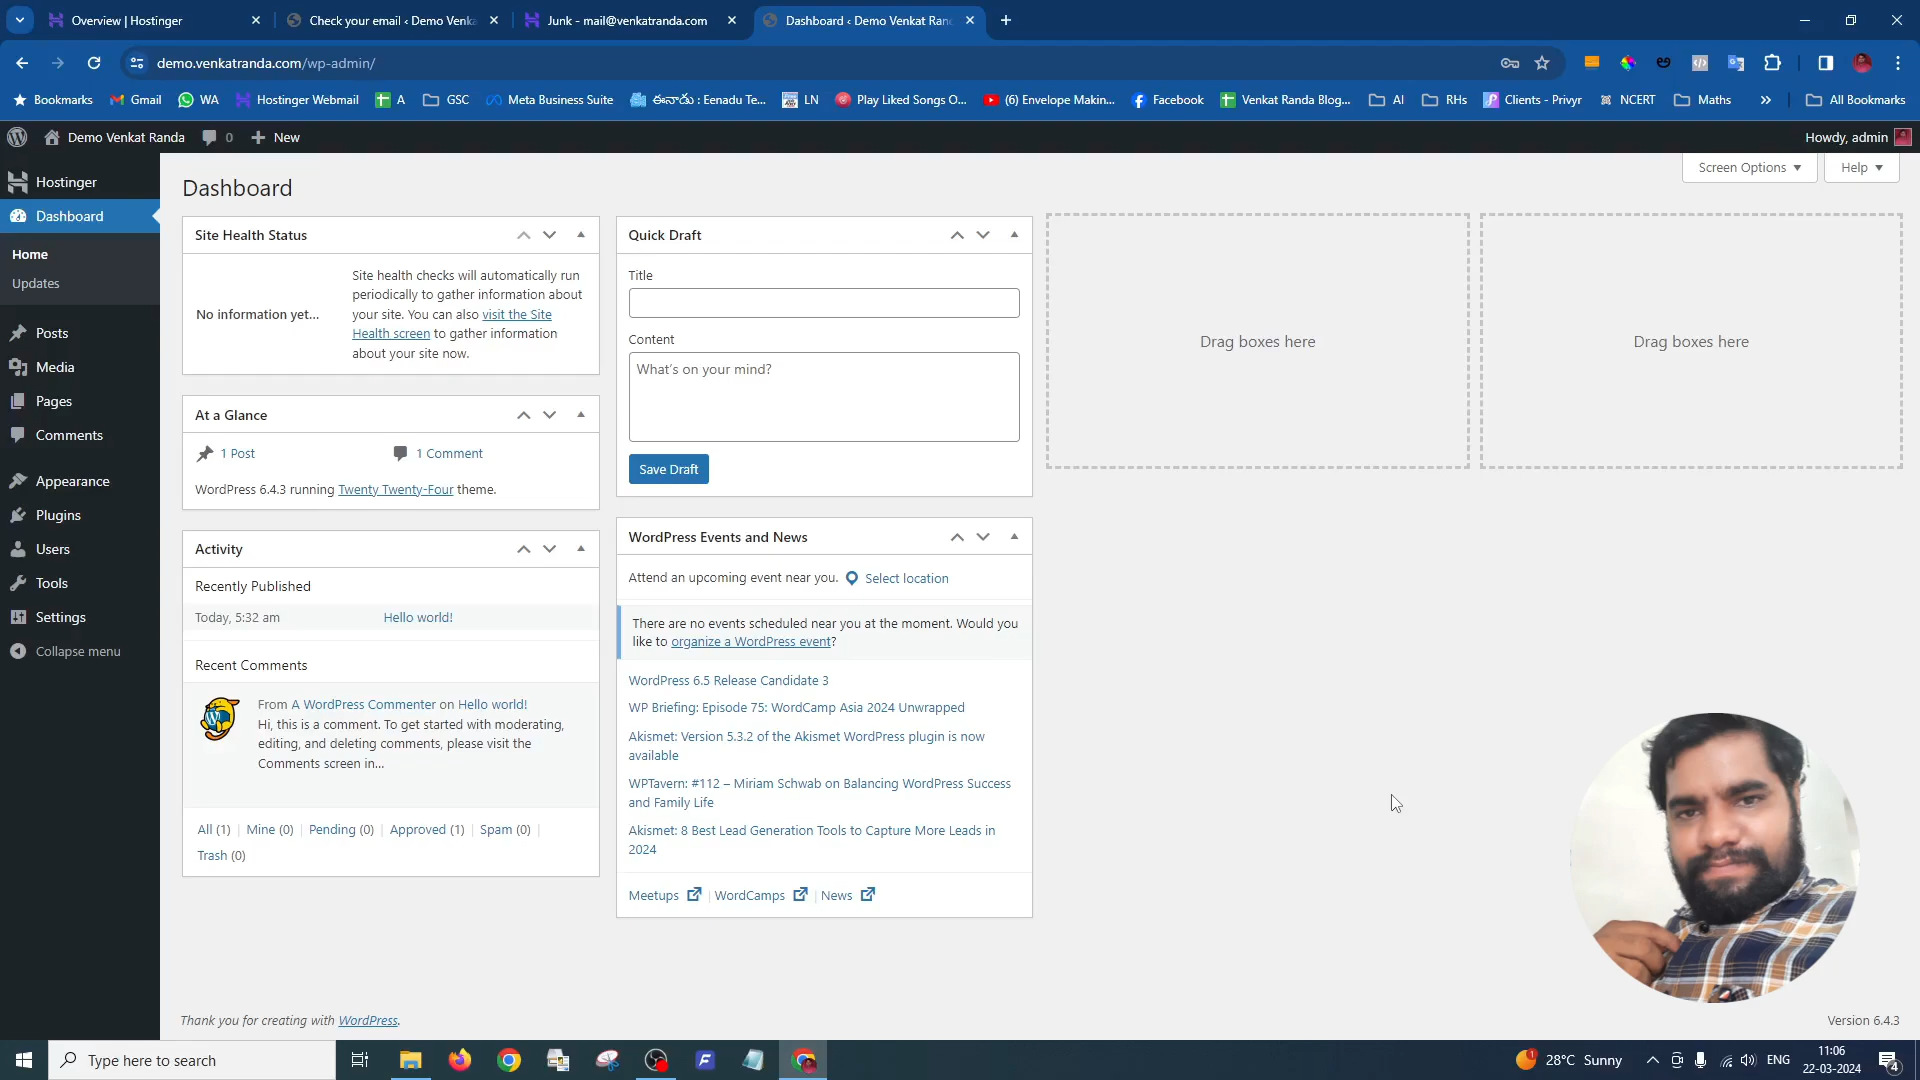 Overview | Hostinger
Check your email ‹ Demo Venka
Junk - mail@venkatranda.com
Dashboard ‹ Demo Venkat Ran
demo.venkatranda.com/wp-admin/
Bookmarks
Gmail
WA
Hostinger Webmail
A
GSC
Meta Business Suite
ఈనాడు : Eenadu Te...
LN
Play Liked Songs O...
(6) Envelope Makin...
Facebook
Venkat Randa Blog...
AI
RHs
Clients - Privyr
NCERT
Maths
»
All Bookmarks
Demo Venkat Randa
0
New
Howdy, admin
Hostinger
Dashboard
Home
Updates
Posts
Media
Pages
Comments
Appearance
Plugins
Users
Tools
Settings
Collapse menu
Screen Options
Help
Dashboard
Site Health Status
No information yet...
Site health checks will automatically run
periodically to gather information about
your site. You can also visit the Site
Health screen to gather information
about your site now.
At a Glance
1 Post
1 Comment
WordPress 6.4.3 running Twenty Twenty-Four theme.
Activity
Recently Published
Today, 5:32 am
Hello world!
Recent Comments
From A WordPress Commenter on Hello world!
Hi, this is a comment. To get started with moderating,
editing, and deleting comments, please visit the
Comments screen in...
All (1) | Mine (0) | Pending (0) | Approved (1) | Spam (0) |
Trash (0)
Quick Draft
Title
Content
What's on your mind?
Save Draft
WordPress Events and News
Attend an upcoming event near you.
Select location
There are no events scheduled near you at the moment. Would you
like to organize a WordPress event?
WordPress 6.5 Release Candidate 3
WP Briefing: Episode 75: WordCamp Asia 2024 Unwrapped
Akismet: Version 5.3.2 of the Akismet WordPress plugin is now
available
WPTavern: #112 – Miriam Schwab on Balancing WordPress Success
and Family Life
Akismet: 8 Best Lead Generation Tools to Capture More Leads in
2024
Meetups | WordCamps | News
Drag boxes here
Drag boxes here
Thank you for creating with WordPress.
Version 6.4.3
Type here to search
1
28°C Sunny
ENG
11:06
22-03-2024
4